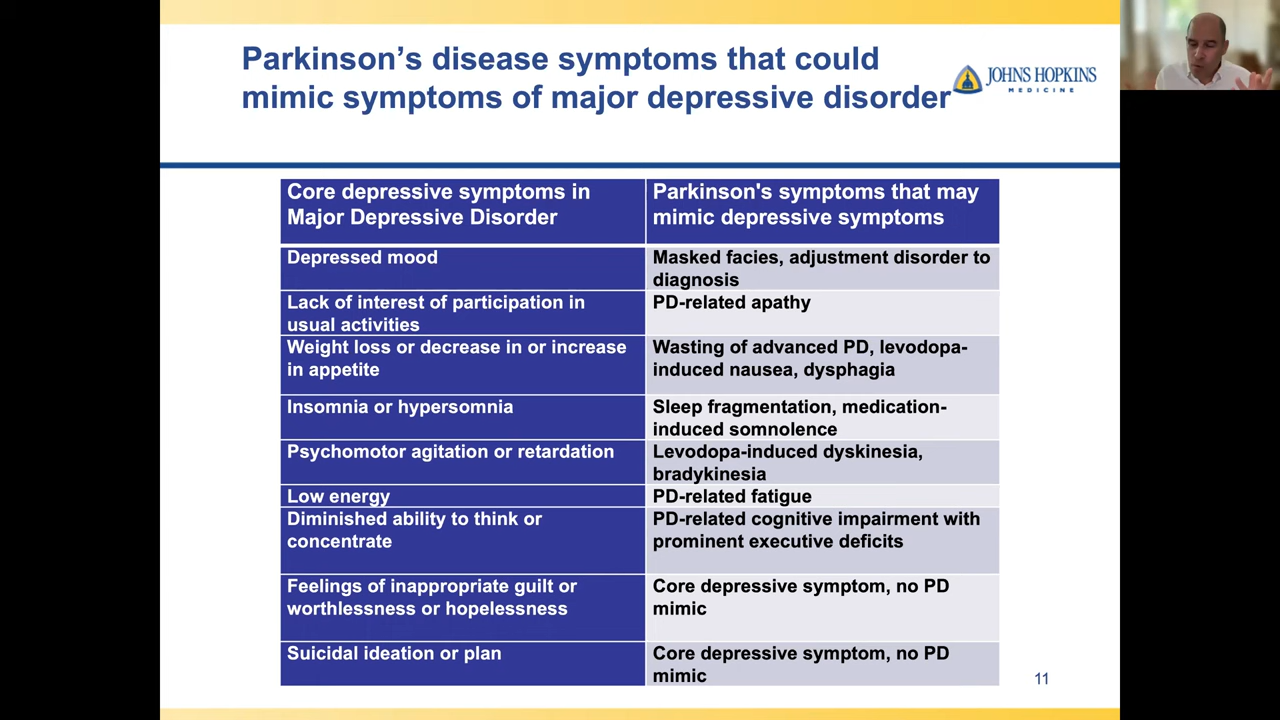 Parkinson’s disease symptoms that could
mimic symptoms of major depressive disorder
JOHNS HOPKINS
MEDICINE
Core depressive symptoms in
Major Depressive Disorder
Parkinson's symptoms that may
mimic depressive symptoms
Depressed mood
Masked facies, adjustment disorder to
diagnosis
Lack of interest of participation in
usual activities
PD-related apathy
Weight loss or decrease in or increase
in appetite
Wasting of advanced PD, levodopa-
induced nausea, dysphagia
Insomnia or hypersomnia
Sleep fragmentation, medication-
induced somnolence
Psychomotor agitation or retardation
Levodopa-induced dyskinesia,
bradykinesia
Low energy
PD-related fatigue
Diminished ability to think or
concentrate
PD-related cognitive impairment with
prominent executive deficits
Feelings of inappropriate guilt or
worthlessness or hopelessness
Core depressive symptom, no PD
mimic
Suicidal ideation or plan
Core depressive symptom, no PD
mimic
11